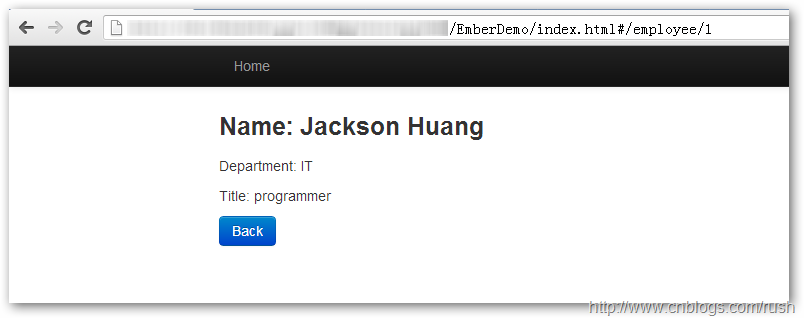 /EmberDemo/index.html#/employee/1
Home
Name: Jackson Huang
Department: IT
Title: programmer
Back
http://www.cnblogs.com/rush